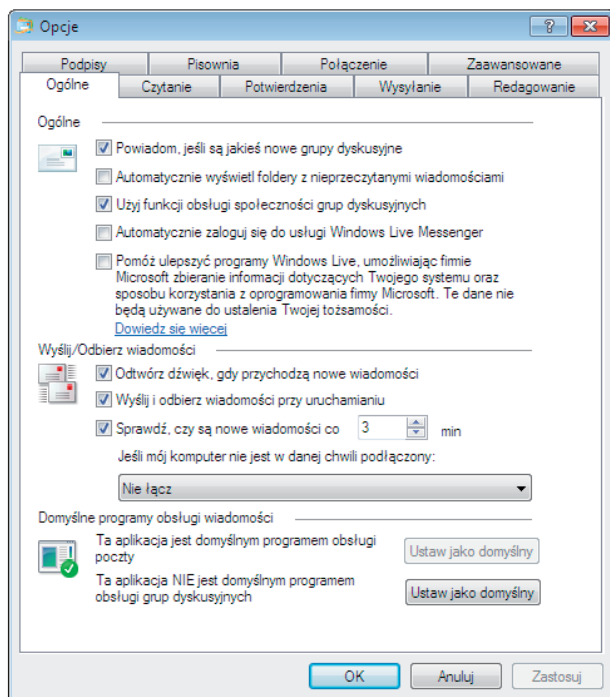 Opcje
Podpisy Pisownia Połączenie Zaawansowane
Ogólne Czytanie Potwierdzenia Wysyłanie Redagowanie
Ogólne
Powiadom, jeśli są jakieś nowe grupy dyskusyjne
Automatycznie wyświetl foldery z nieprzeczytanymi wiadomościami
Użyj funkcji obsługi społeczności grup dyskusyjnych
Automatycznie zaloguj się do usługi Windows Live Messenger
Pomóż ulepszyć programy Windows Live, umożliwiając firmie
Microsoft zbieranie informacji dotyczących Twojego systemu oraz
sposobu korzystania z oprogramowania firmy Microsoft. Te dane nie
będą używane do ustalenia Twojej tożsamości.
Dowiedz się więcej
Wyślij/Odbierz wiadomości
Odtwórz dźwięk, gdy przychodzą nowe wiadomości
Wyślij i odbierz wiadomości przy uruchamianiu
Sprawdź, czy są nowe wiadomości co 3 min
Jeśli mój komputer nie jest w danej chwili podłączony:
Nie łącz
Domyślne programy obsługi wiadomości
Ta aplikacja jest domyślnym programem obsługi
poczty
Ustaw jako domyślny
Ta aplikacja NIE jest domyślnym programem
obsługi grup dyskusyjnych
Ustaw jako domyślny
OK Anuluj Zastosuj